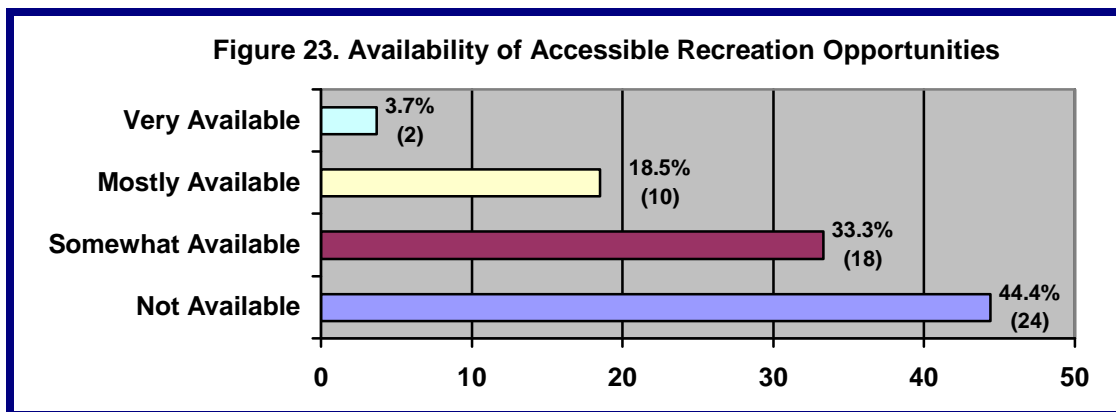 Figure 23. Availability of Accessible Recreation Opportunities
Very Available
3.7%
(2)
Mostly Available
18.5%
(10)
Somewhat Available
33.3%
(18)
Not Available
44.4%
(24)
0 10 20 30 40 50